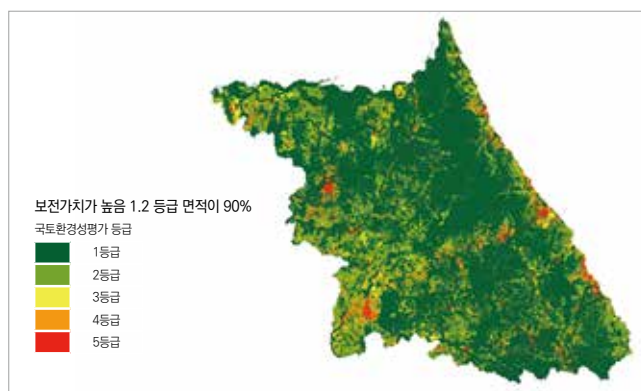 보전가치가 높음 1.2 등급 면적이 90%
국토환경성평가 등급
1등급
2등급
3등급
4등급
5등급